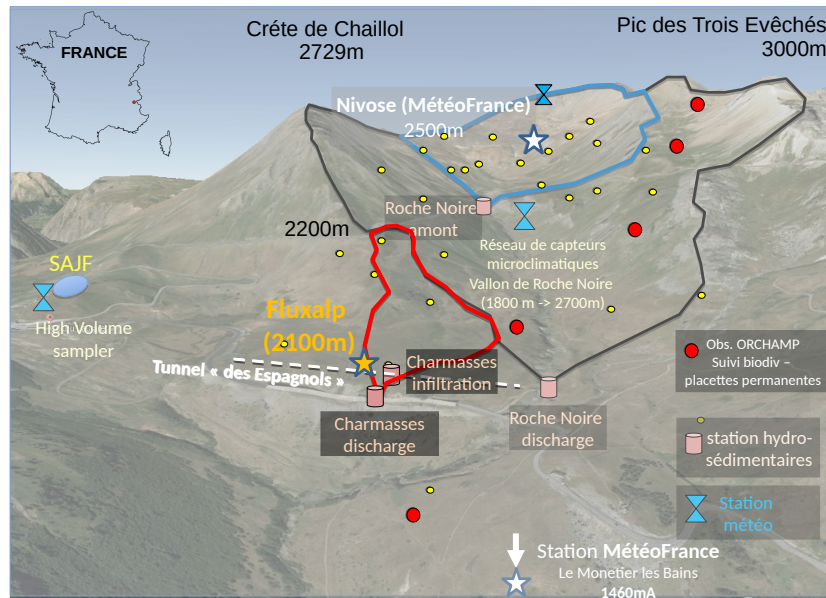 Créte de Chaillol
2729m
Pic des Trois Evêchés
3000m
FRANCE
Nivose (MétéoFrance)
2500m
Roche Noire
amont
2200m
Réseau de capteurs
microclimatiques
Vallon de Roche Noire
(1800 m -> 2700m)
SAJF
High Volume
sampler
Fluxalp
(2100m)
Tunnel « des Espagnols »
Charmasses
infiltration
Charmasses
discharge
Roche Noire
discharge
Obs. ORCHAMP
Suivi biodiv –
placettes permanentes
station hydro-
sédimentaires
Station
météo
Station MétéoFrance
Le Monetier les Bains
1460mA